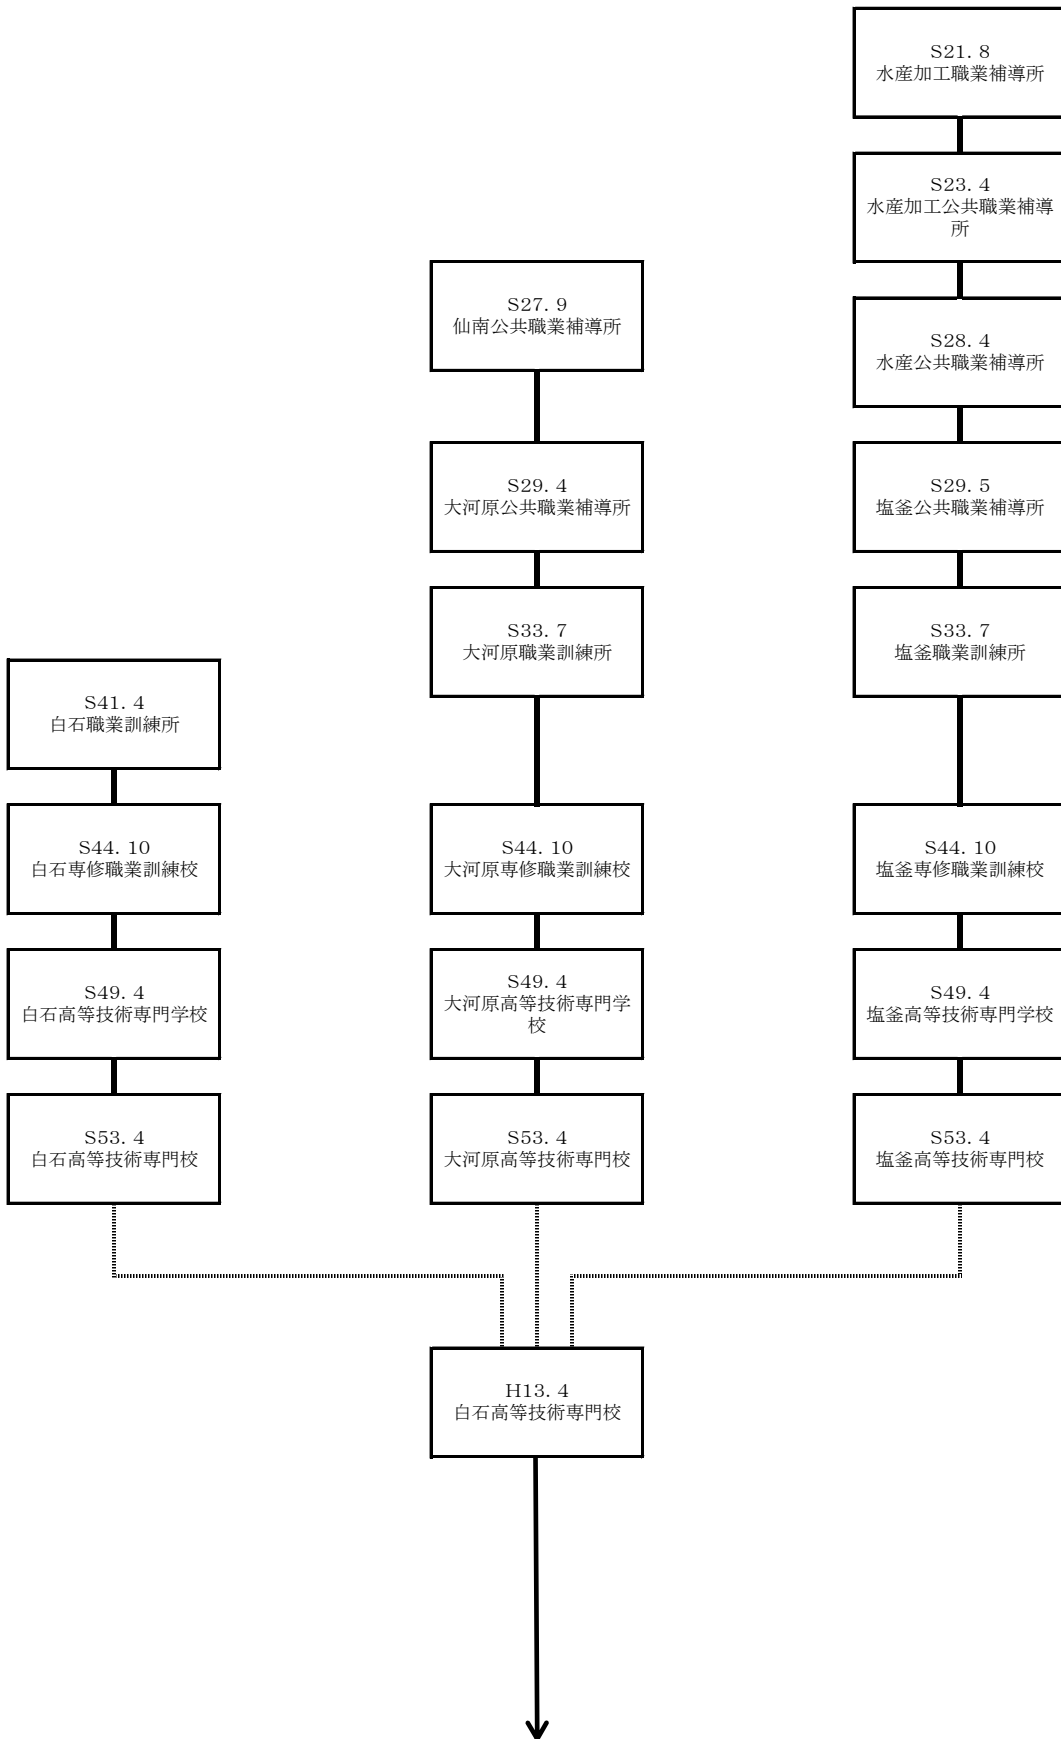 S21.8
水産加工職業補導所
S23.4
水産加工公共職業補導
所
S27.9
仙南公共職業補導所
S28.4
水産公共職業補導所
S29.4
大河原公共職業補導所
S29.5
塩釜公共職業補導所
S33.7
大河原職業訓練所
S33.7
塩釜職業訓練所
S41.4
白石職業訓練所
S44.10
白石専修職業訓練校
S44.10
大河原専修職業訓練校
S44.10
塩釜専修職業訓練校
S49.4
白石高等技術専門学校
S49.4
大河原高等技術専門学
校
S49.4
塩釜高等技術専門学校
S53.4
白石高等技術専門校
S53.4
大河原高等技術専門校
S53.4
塩釜高等技術専門校
H13.4
白石高等技術専門校